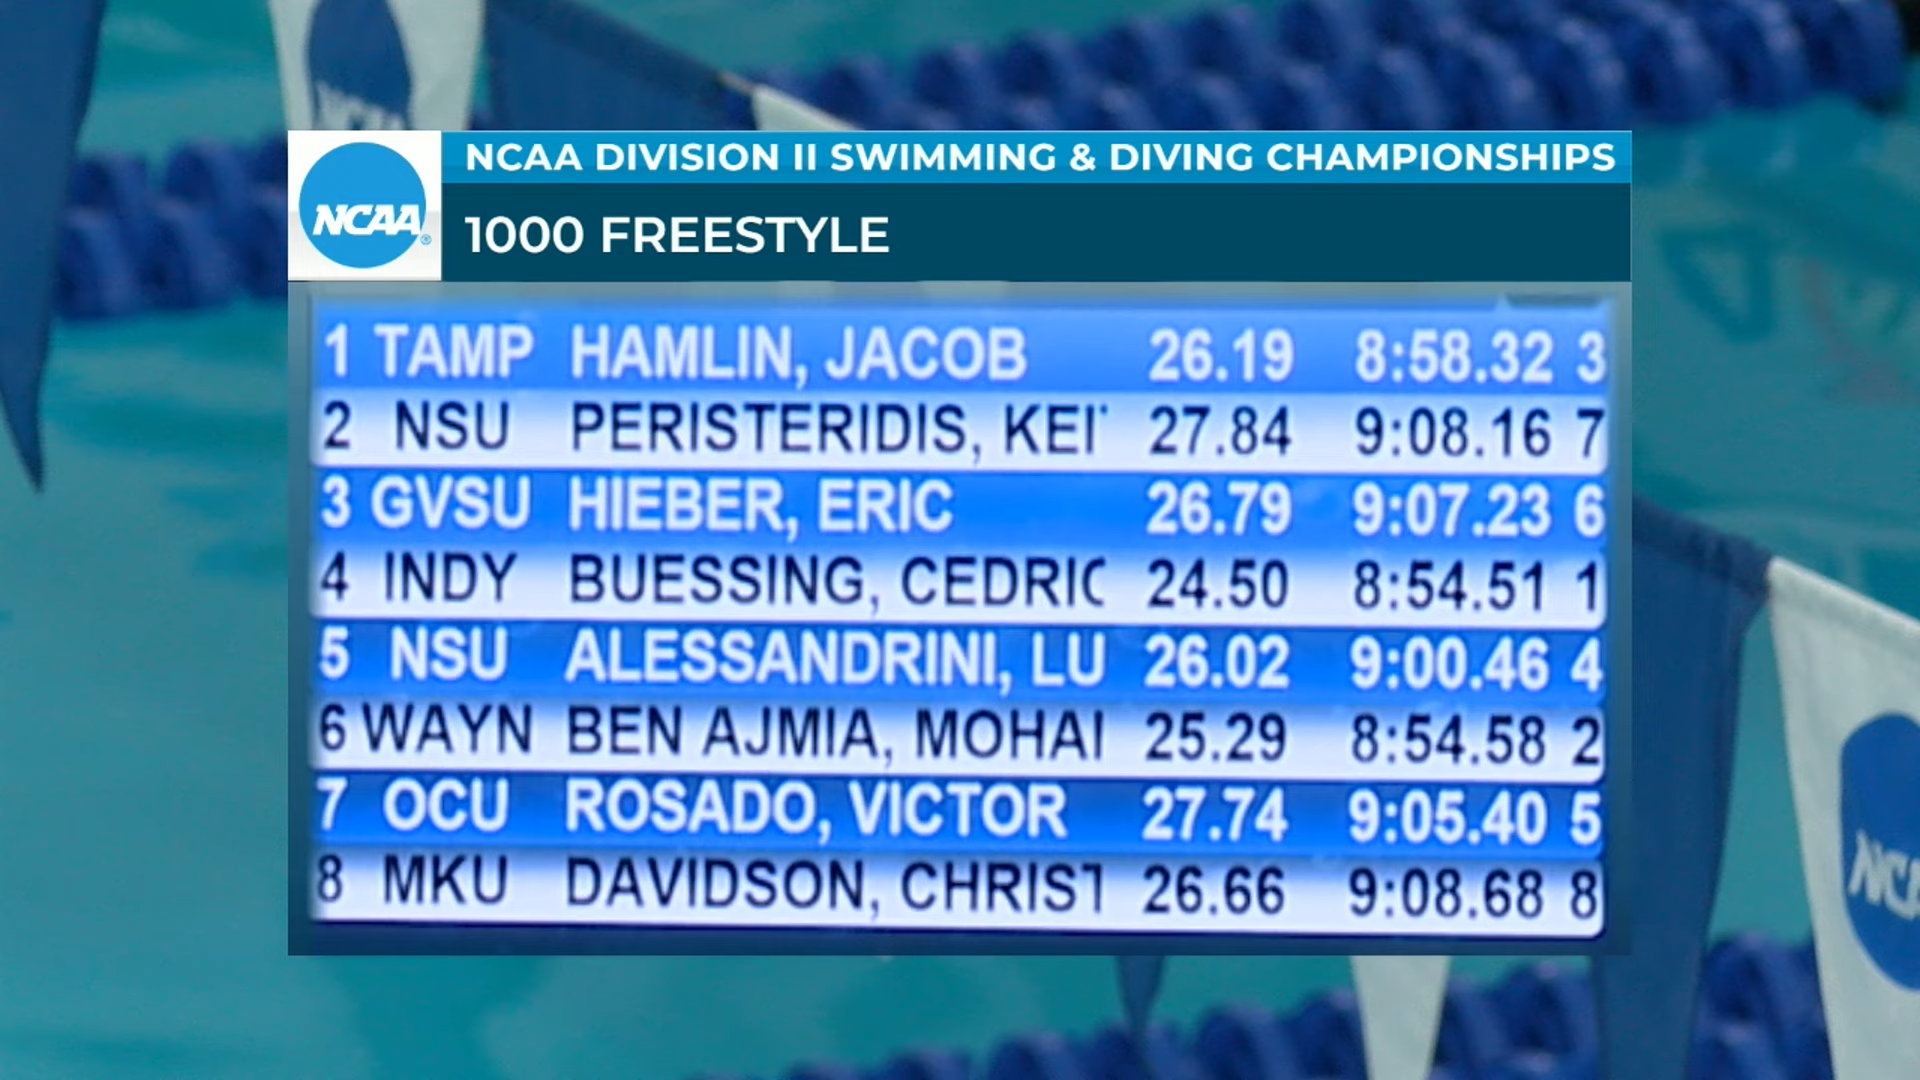 NCAA
NCAA DIVISION II SWIMMING & DIVING CHAMPIONSHIPS
NCAA®
1000 FREESTYLE
1 TAMP HAMLIN, JACOB 26.19 8:58.32 3
2 NSU PERISTERIDIS, KEI 27.84 9:08.16 7
3 GVSU HIEBER, ERIC 26.79 9:07.23 6
4 INDY BUESSING, CEDRIC 24.50 8:54.51 1
5 NSU ALESSANDRINI, LU 26.02 9:00.46 4
6 WAYN BEN AJMIA, MOHA 25.29 8:54.58 2
7 OCU ROSADO, VICTOR 27.74 9:05.40 5
8 MKU DAVIDSON, CHRIST 26.66 9:08.68 8
NCA